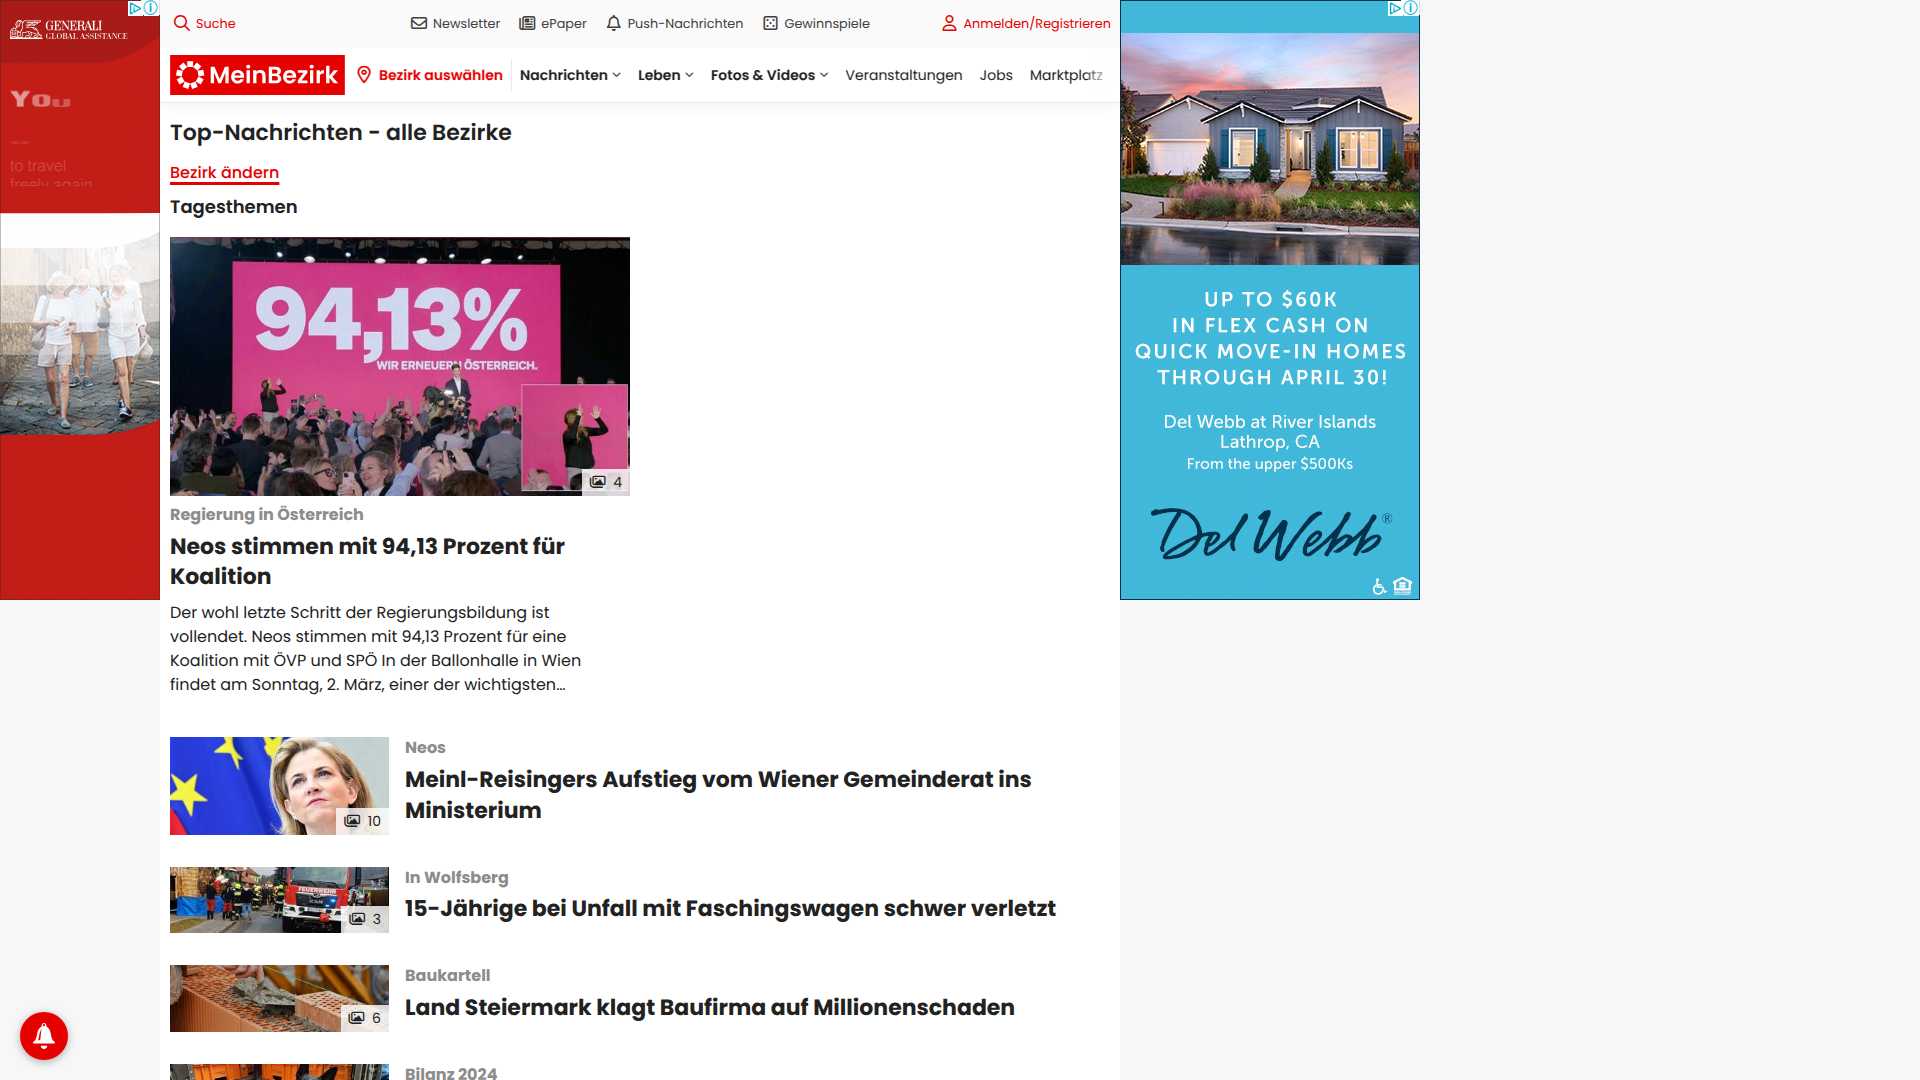 GENERALI
GLOBAL ASSISTANCE
You
to travel
freely again
Suche
Newsletter
ePaper
Push-Nachrichten
Gewinnspiele
Anmelden/Registrieren
MeinBezirk
Bezirk auswählen
Nachrichten
Leben
Fotos & Videos
Veranstaltungen
Jobs
Marktplatz
Top-Nachrichten - alle Bezirke
Bezirk ändern
Tagesthemen
94,13%
WIR ERNEUERN ÖSTERREICH.
4
Regierung in Österreich
Neos stimmen mit 94,13 Prozent für
Koalition
Der wohl letzte Schritt der Regierungsbildung ist
vollendet. Neos stimmen mit 94,13 Prozent für eine
Koalition mit ÖVP und SPÖ In der Ballonhalle in Wien
findet am Sonntag, 2. März, einer der wichtigsten...
10
Neos
Meinl-Reisingers Aufstieg vom Wiener Gemeinderat ins
Ministerium
FEUERWEHR
3
In Wolfsberg
15-Jährige bei Unfall mit Faschingswagen schwer verletzt
6
Baukartell
Land Steiermark klagt Baufirma auf Millionenschaden
Bilanz 2024
UP TO $60K
IN FLEX CASH ON
QUICK MOVE-IN HOMES
THROUGH APRIL 30!
Del Webb at River Islands
Lathrop, CA
From the upper $500Ks
Del Webb®